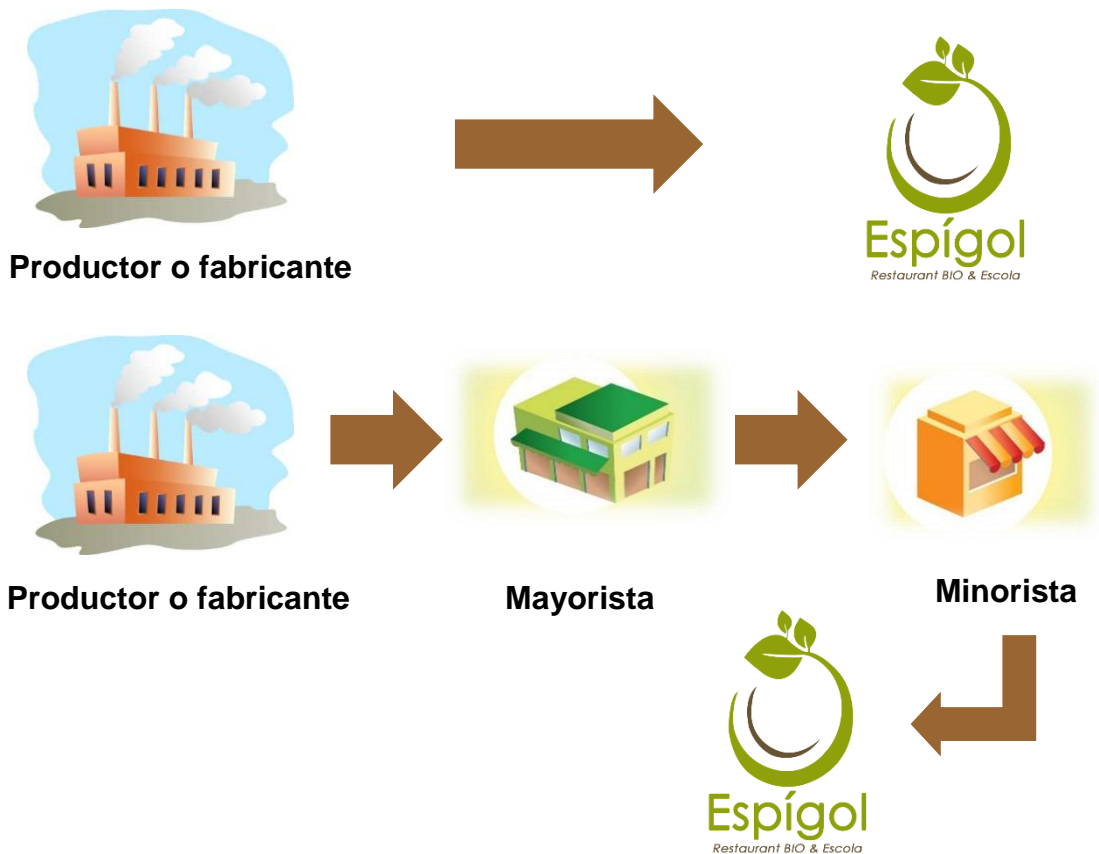 Espígol
Restaurant BIO & Escola
Productor o fabricante
Productor o fabricante
Mayorista
Minorista
Espígol
Restaurant BIO & Escola